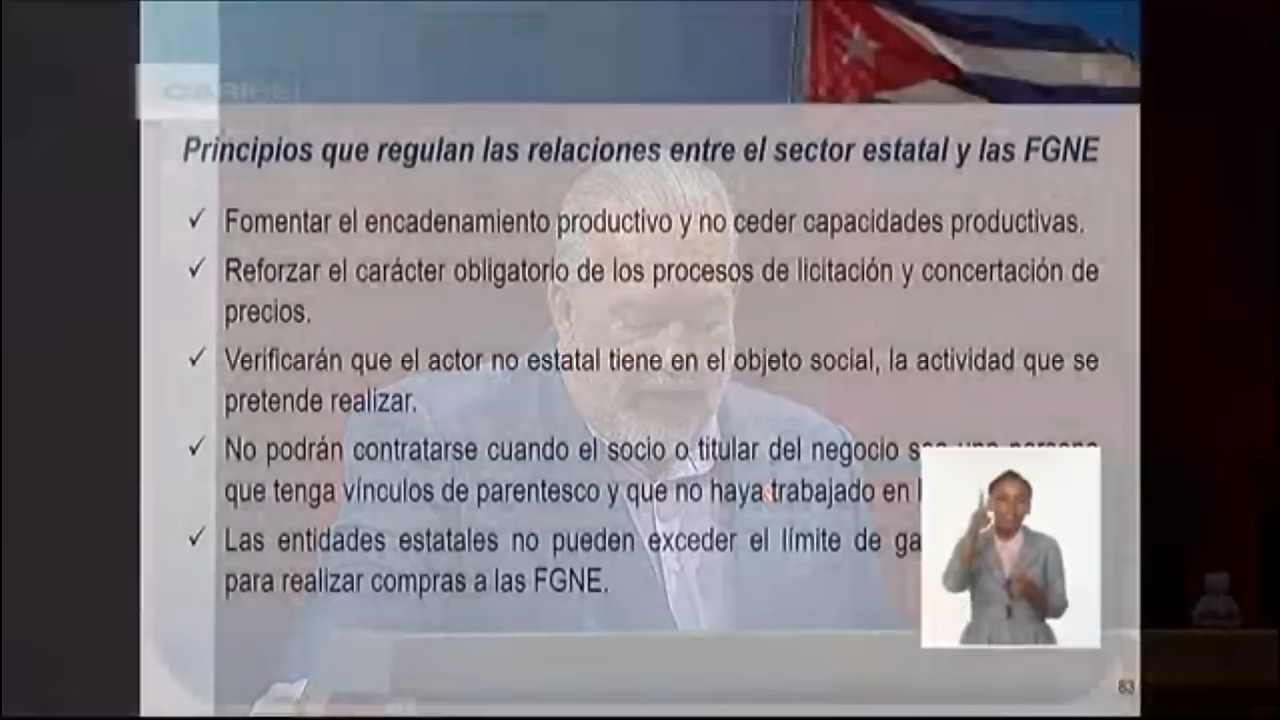 CARIBE
Principios que regulan las relaciones entre el sector estatal y las FGNE
✓ Fomentar el encadenamiento productivo y no ceder capacidades productivas.
✓ Reforzar el carácter obligatorio de los procesos de licitación y concertación de
precios.
✓ Verificarán que el actor no estatal tiene en el objeto social, la actividad que se
pretende realizar.
✓ No podrán contratarse cuando el socio o titular del negocio
que tenga vínculos de parentesco y que no haya trabajado en
✓ Las entidades estatales no pueden exceder el límite de
para realizar compras a las FGNE.
83